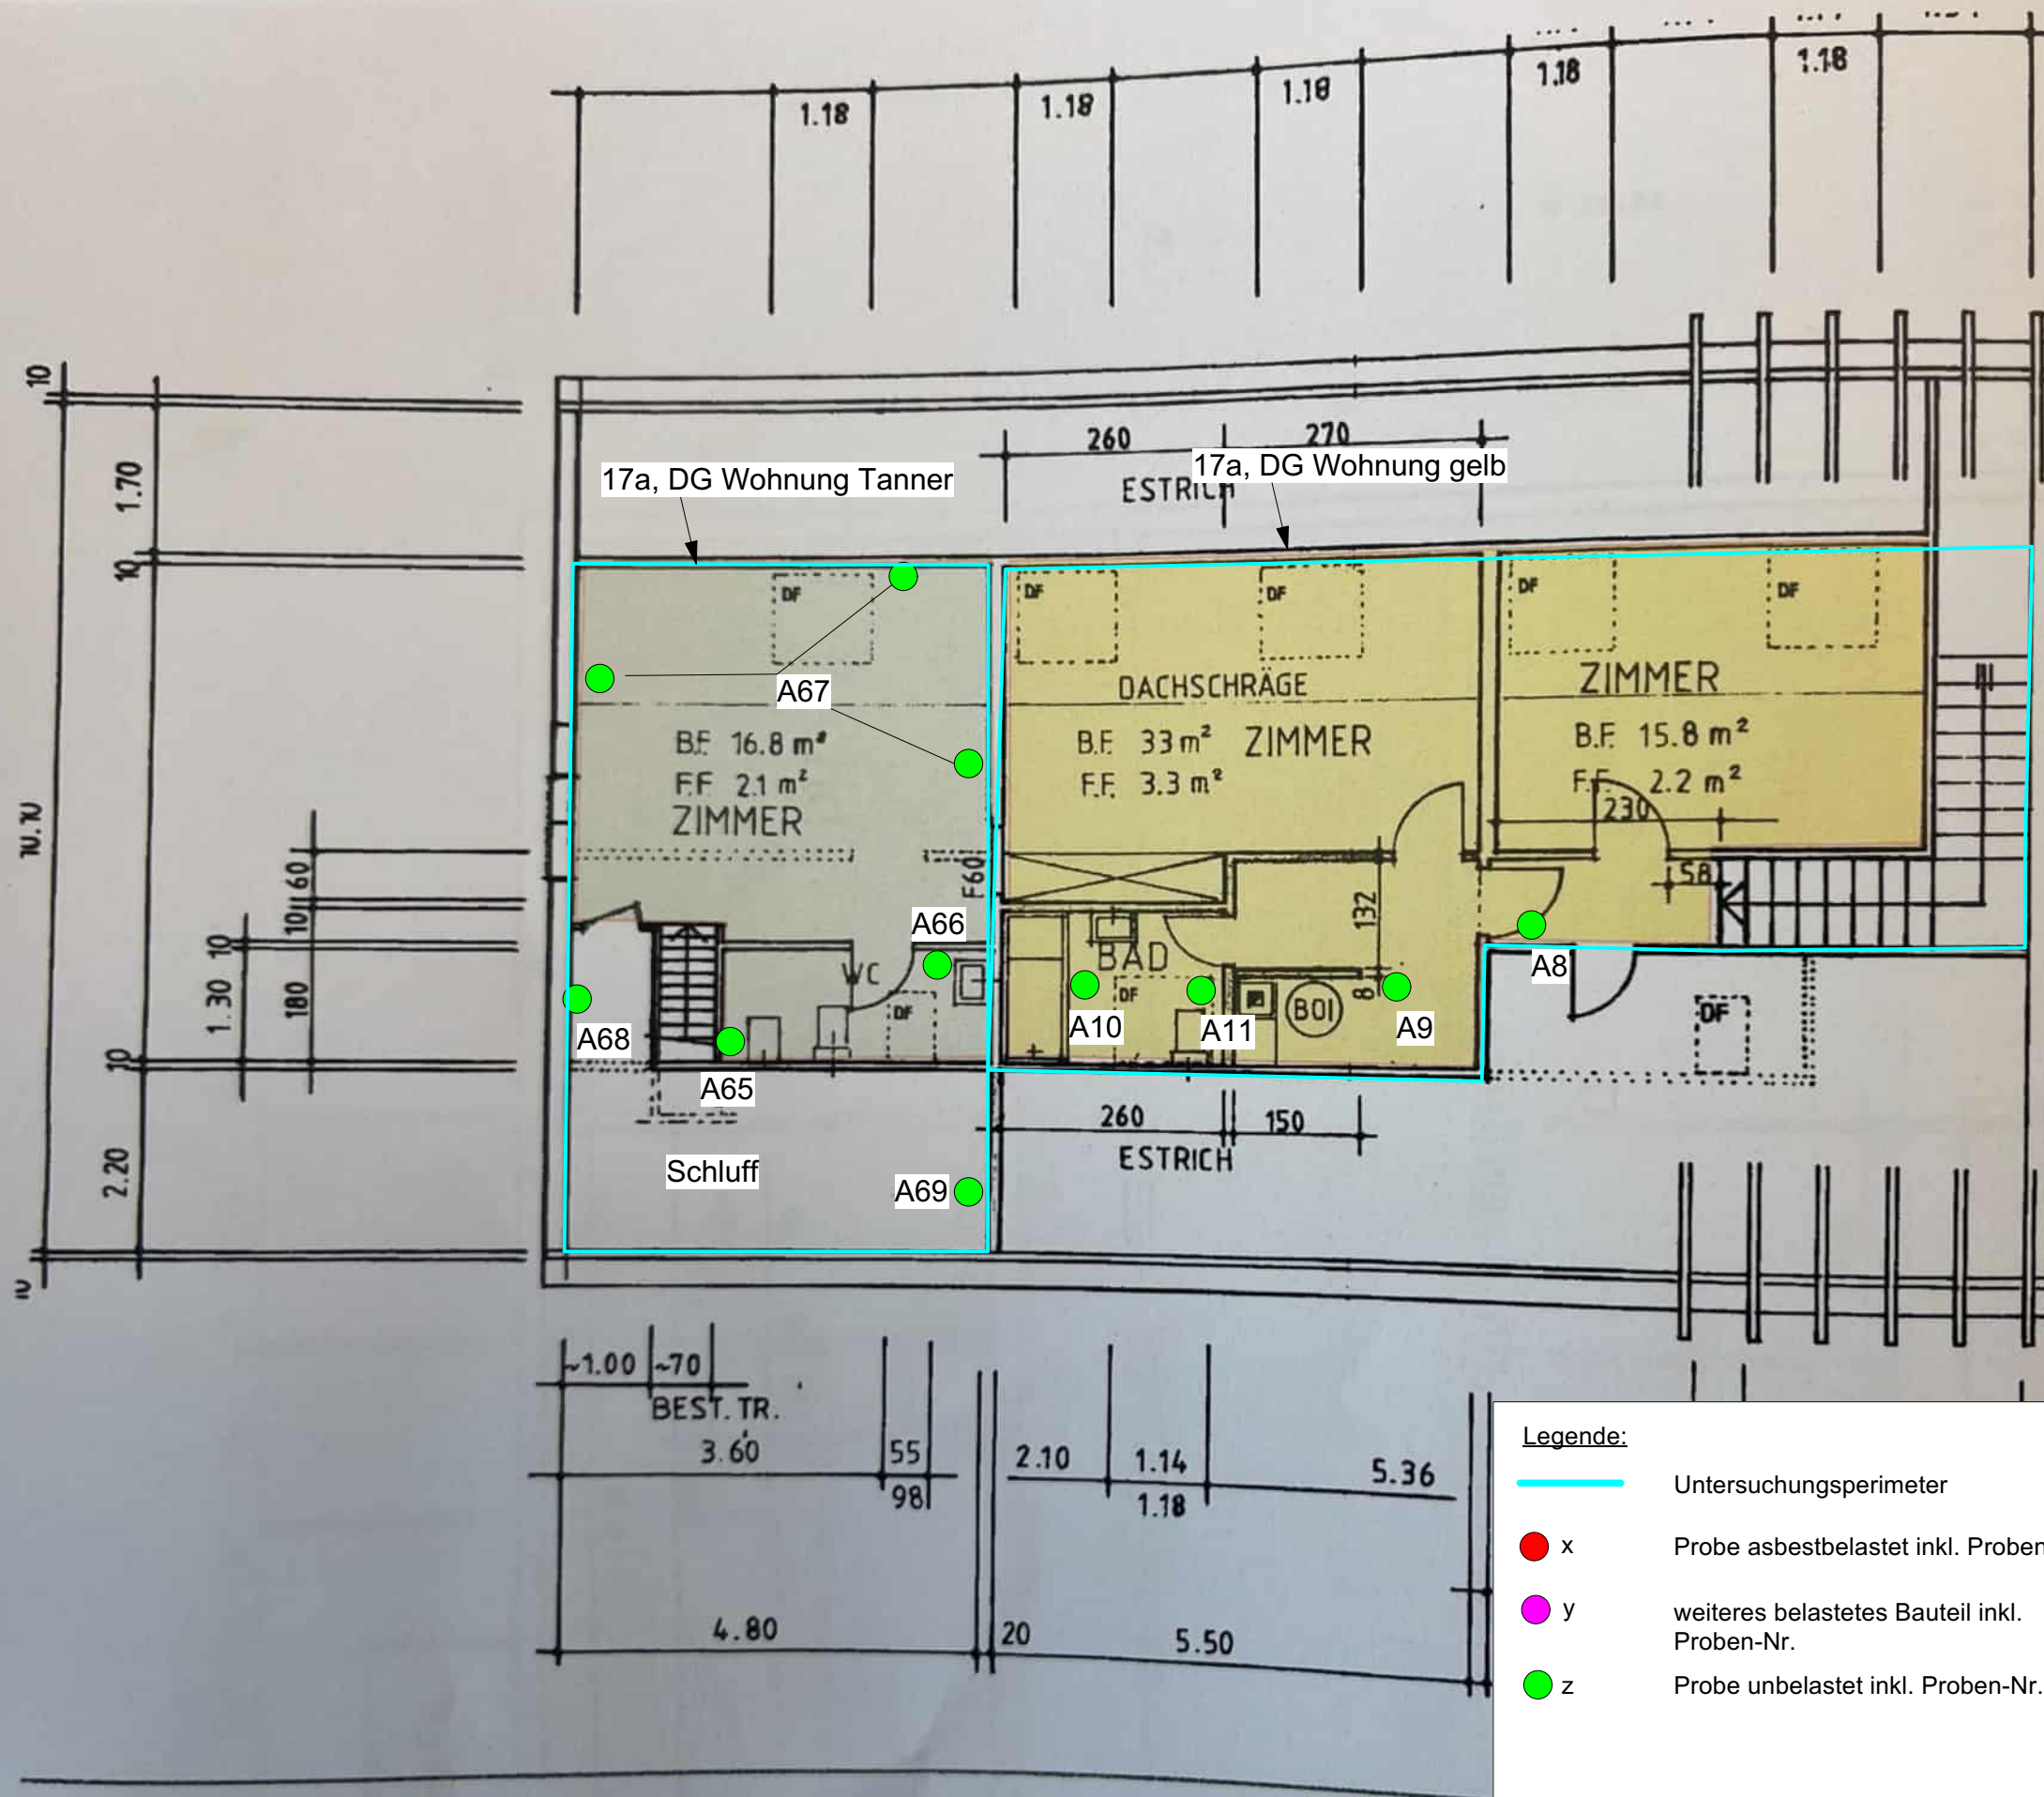 1.18
1.18
1.18
1.18
1.18
10
1.70
10
10.10
60
10
10
1.30
180
10
2.20
260
270
17a, DG Wohnung Tanner
17a, DG Wohnung gelb
ESTRICH
DF
DF
DF
DF
DF
A67
DACHSCHRÄGE
ZIMMER
B.F. 16.8 m²
F.F. 2.1 m²
ZIMMER
B.F. 33 m² ZIMMER
F.F. 3.3 m²
B.F. 15.8 m²
F.F. 2.2 m²
230
F60
58
132
8
A66
WC
BAD
DF
DF
BOI
A8
A68
A65
A10
A11
A9
DF
260
150
ESTRICH
Schluff
A69
~1.00
~70
BEST. TR.
3.60
55
98
2.10
1.14
1.18
5.36
4.80
20
5.50
Legende:
Untersuchungsperimeter
x Probe asbestbelastet inkl. Proben
y weiteres belastetes Bauteil inkl.
Proben-Nr.
z Probe unbelastet inkl. Proben-Nr.